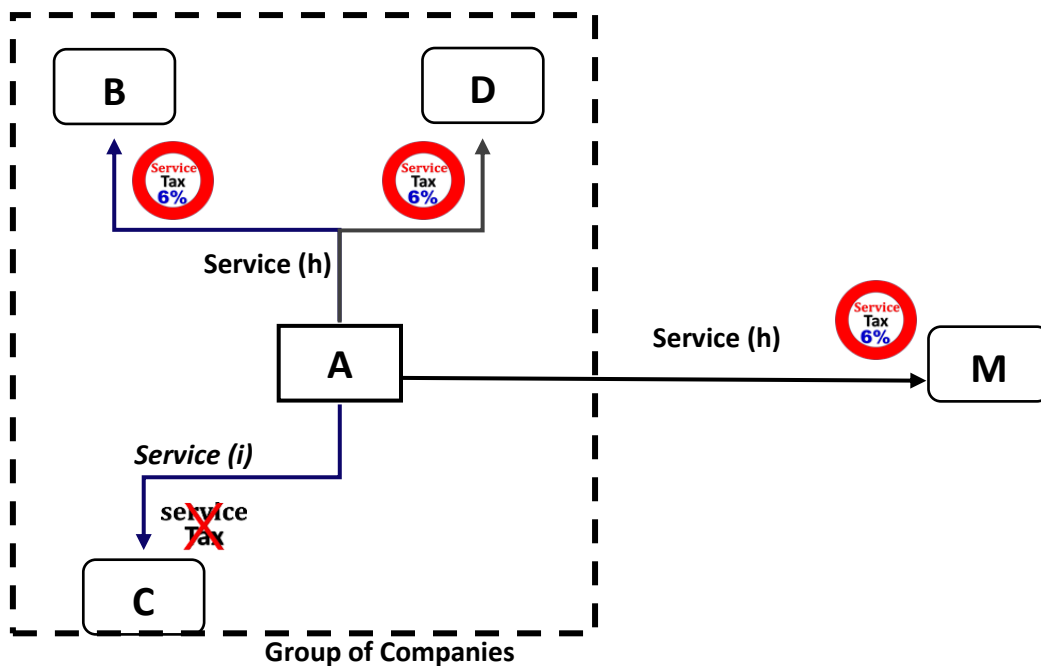 B
D
Service
Tax
6%
Service
Tax
6%
Service (h)
Service
Tax
6%
Service (h)
A
M
Service (i)
service
Tax
C
Group of Companies